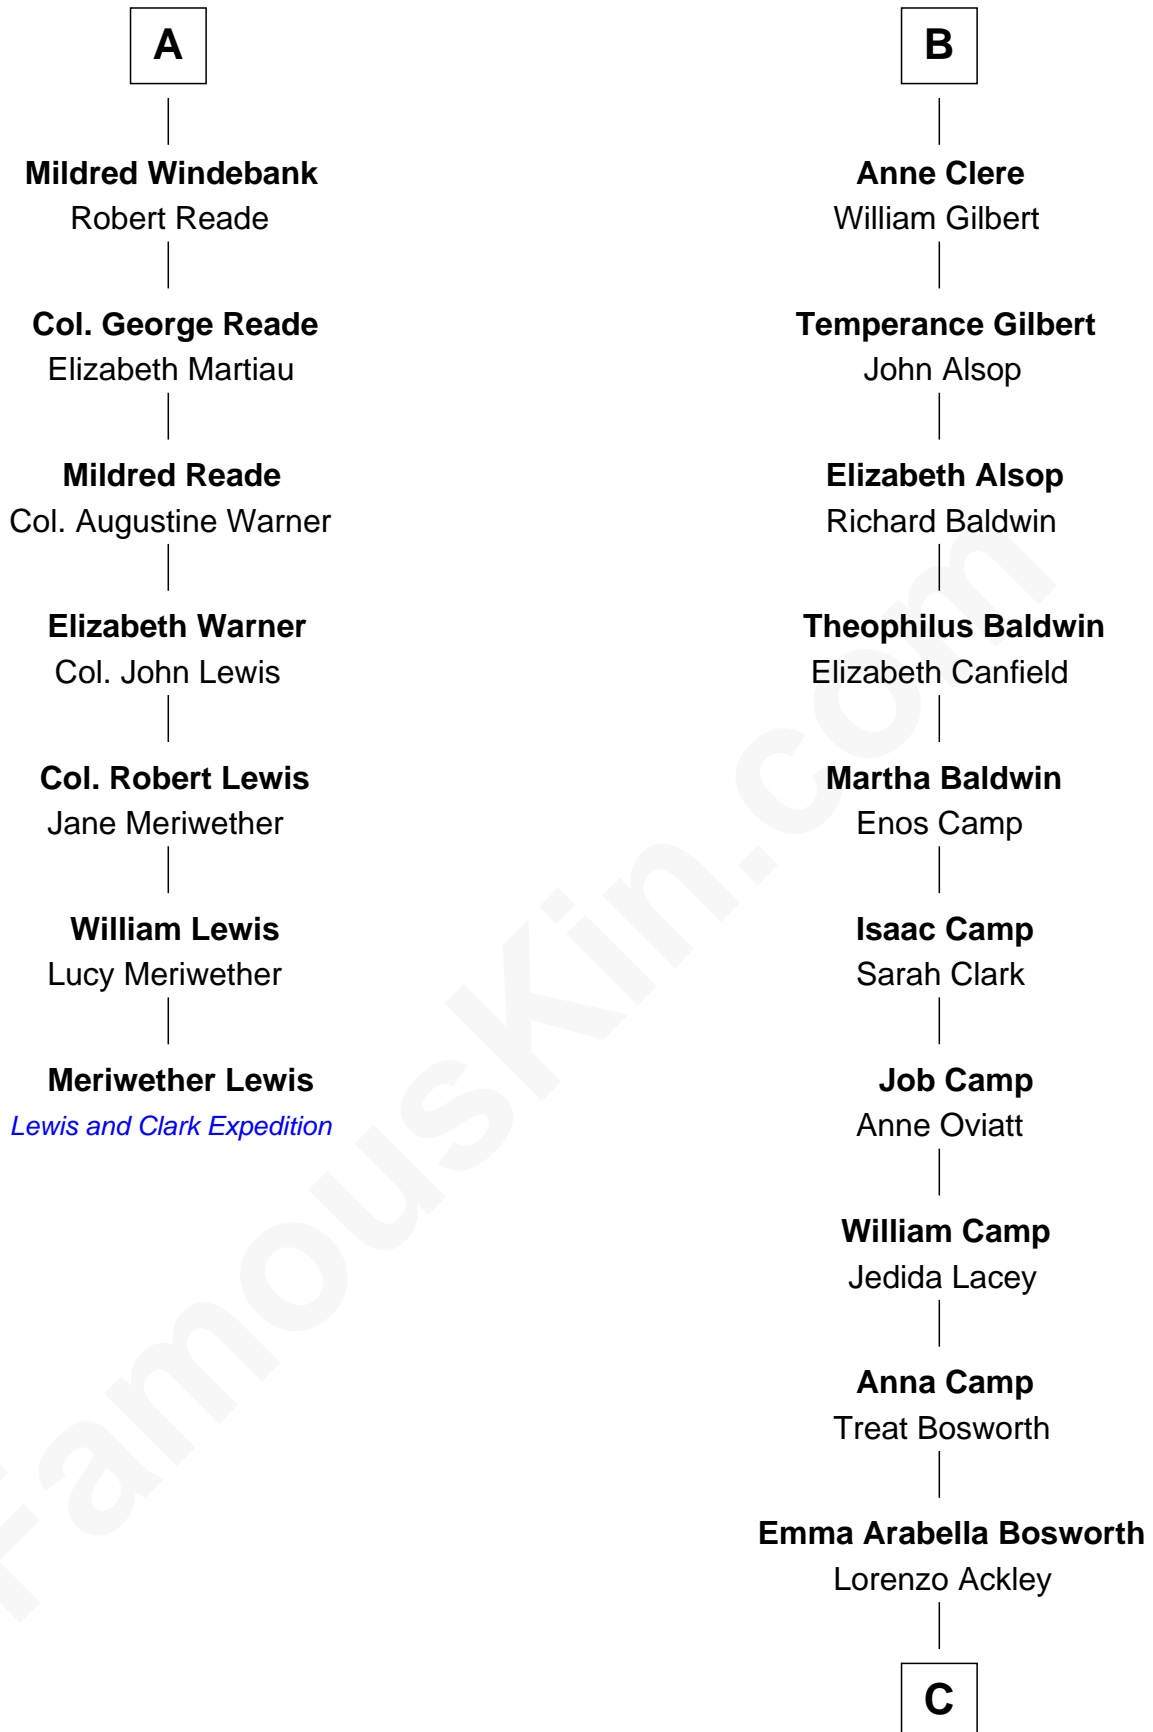 A
Mildred Windebank
Robert Reade
Col. George Reade
Elizabeth Martiau
Mildred Reade
Col. Augustine Warner
Elizabeth Warner
Col. John Lewis
Col. Robert Lewis
Jane Meriwether
William Lewis
Lucy Meriwether
Meriwether Lewis
Lewis and Clark Expedition
B
Anne Clere
William Gilbert
Temperance Gilbert
John Alsop
Elizabeth Alsop
Richard Baldwin
Theophilus Baldwin
Elizabeth Canfield
Martha Baldwin
Enos Camp
Isaac Camp
Sarah Clark
Job Camp
Anne Oviatt
William Camp
Jedida Lacey
Anna Camp
Treat Bosworth
Emma Arabella Bosworth
Lorenzo Ackley
C
FamousKin.com